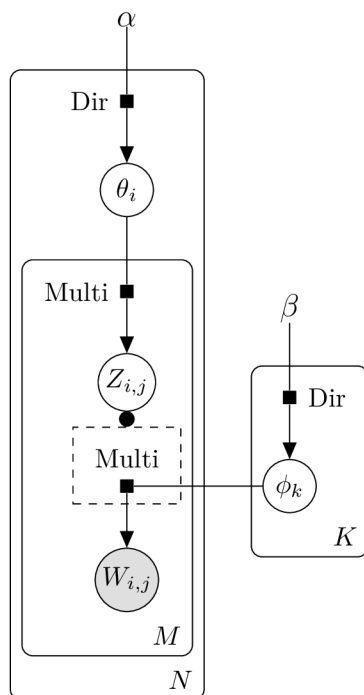 α
Dir
θ_i
Multi
β
Z_{i,j}
Dir
Multi
ϕ_k
K
W_{i,j}
M
N